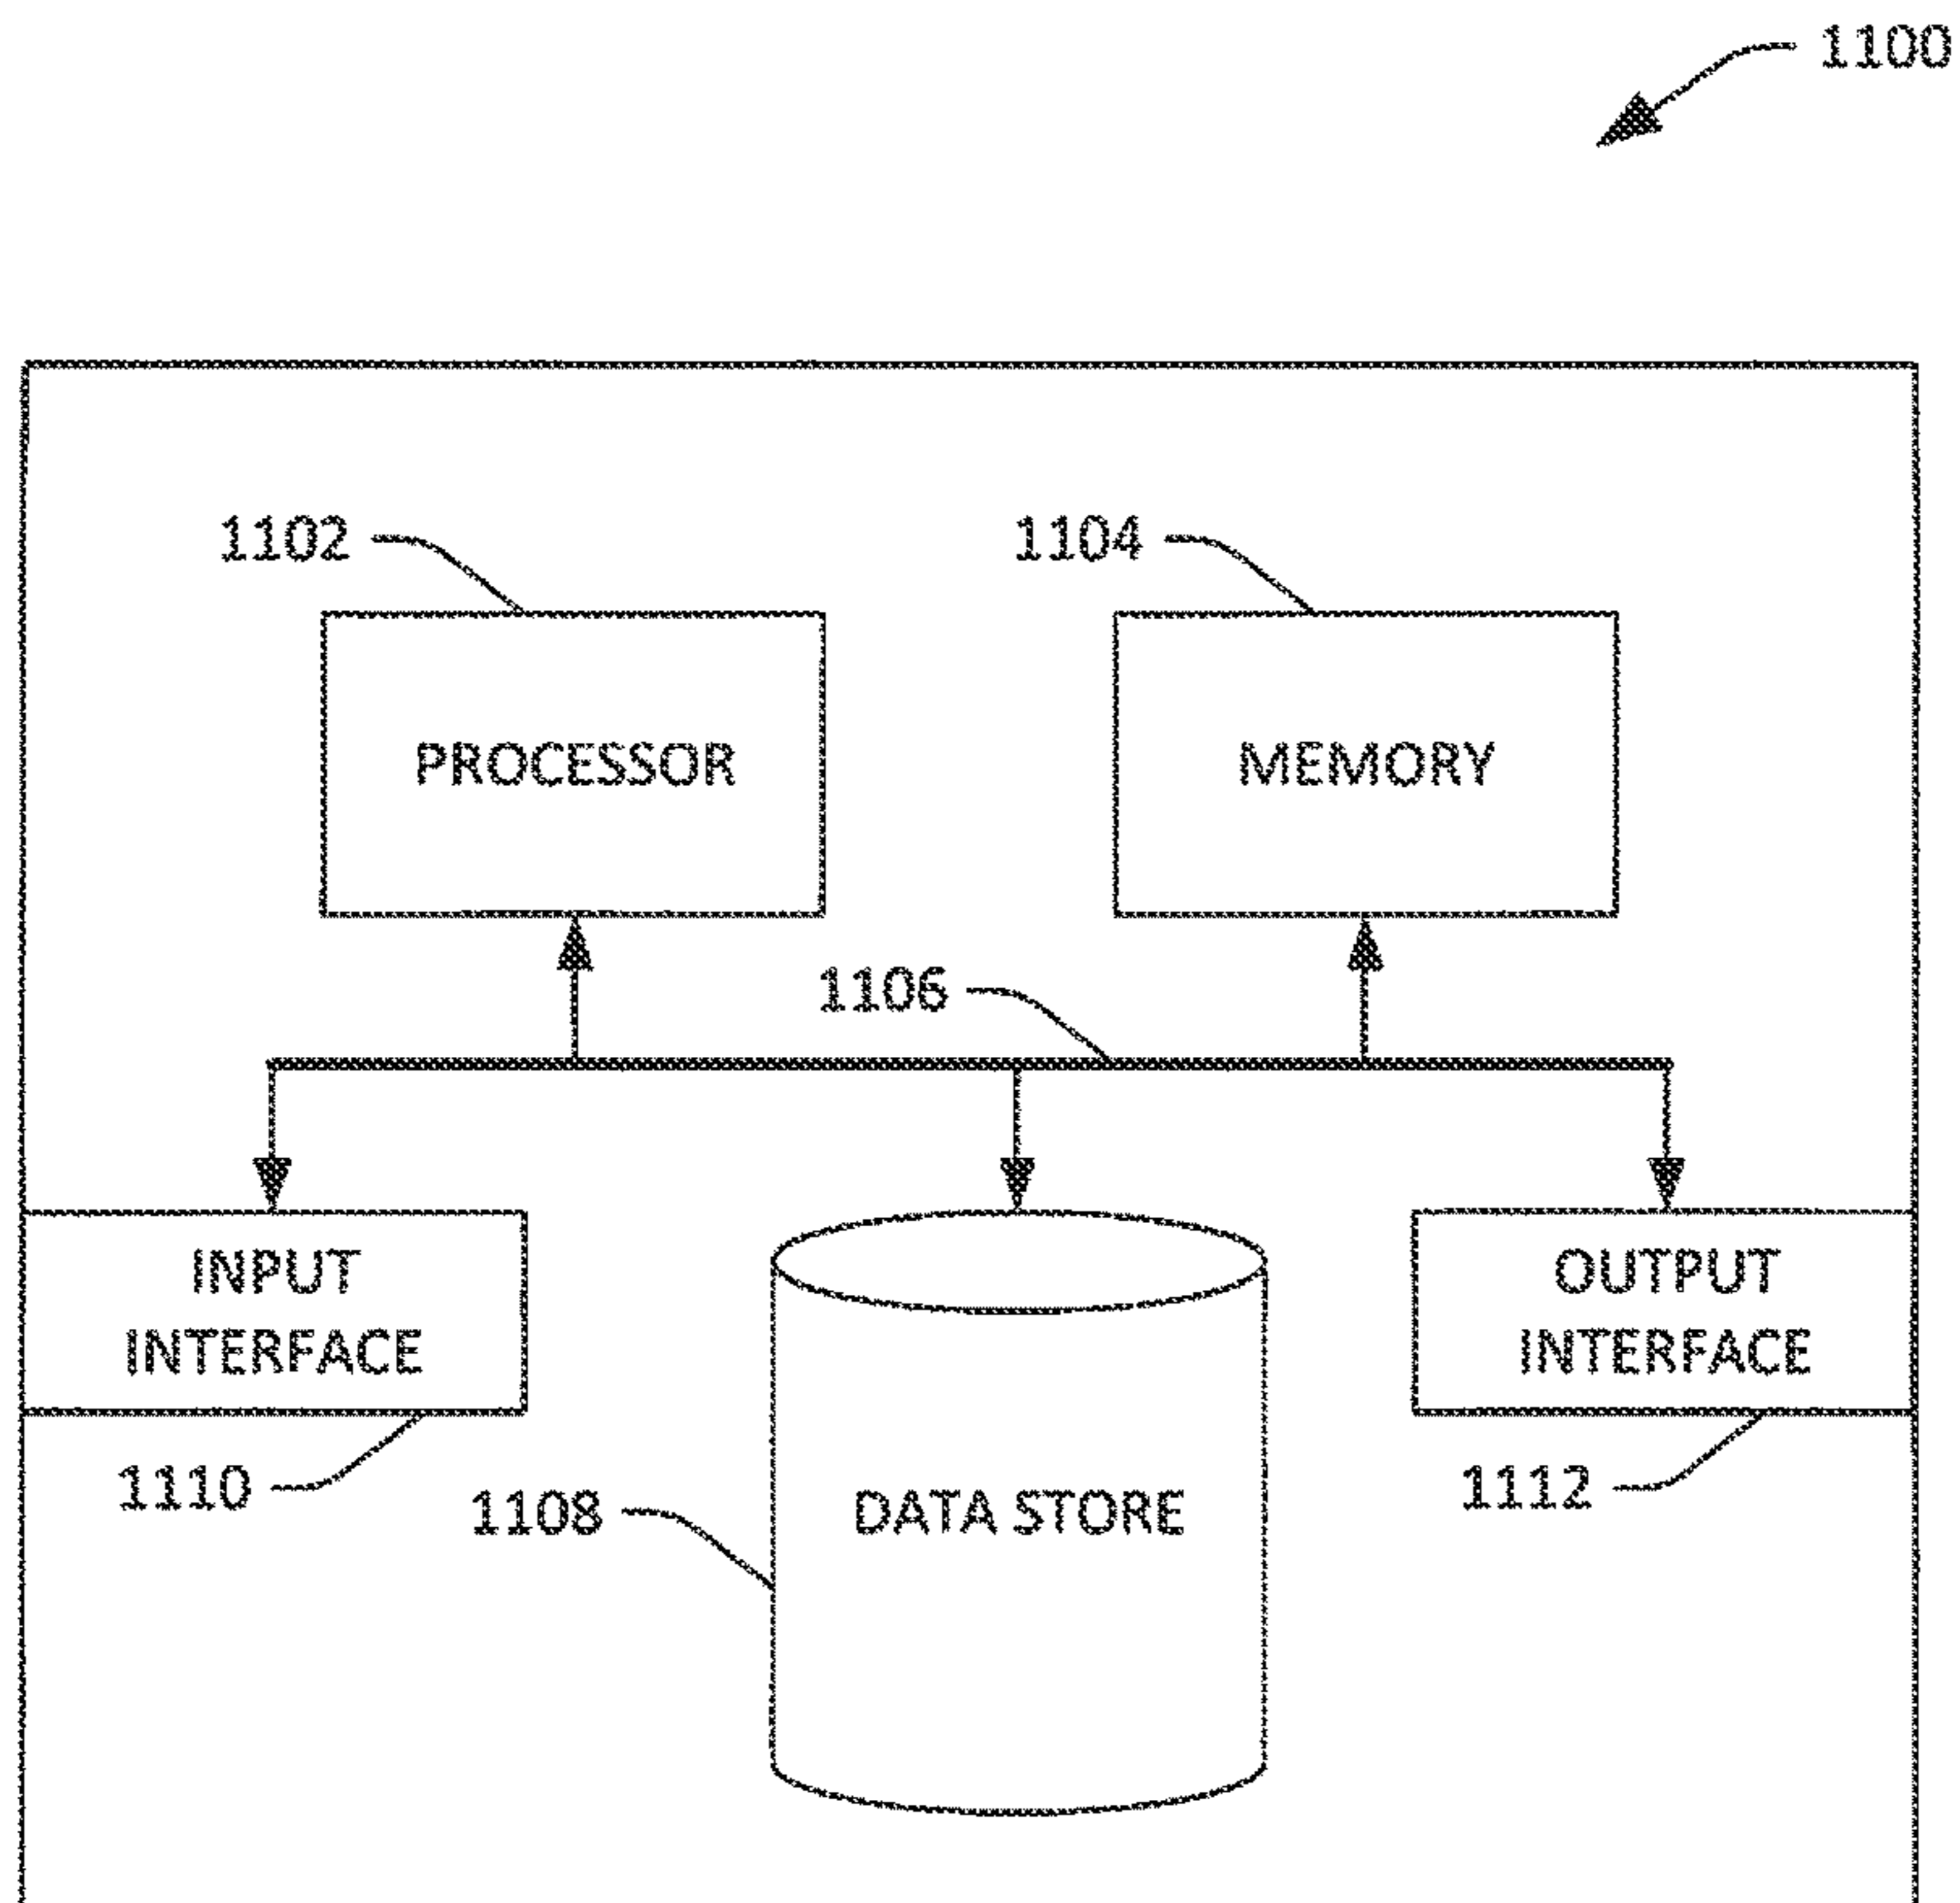 1100
1102
1104
PROCESSOR
MEMORY
1106
INPUT
INTERFACE
OUTPUT
INTERFACE
1110
1108
DATA STORE
1112